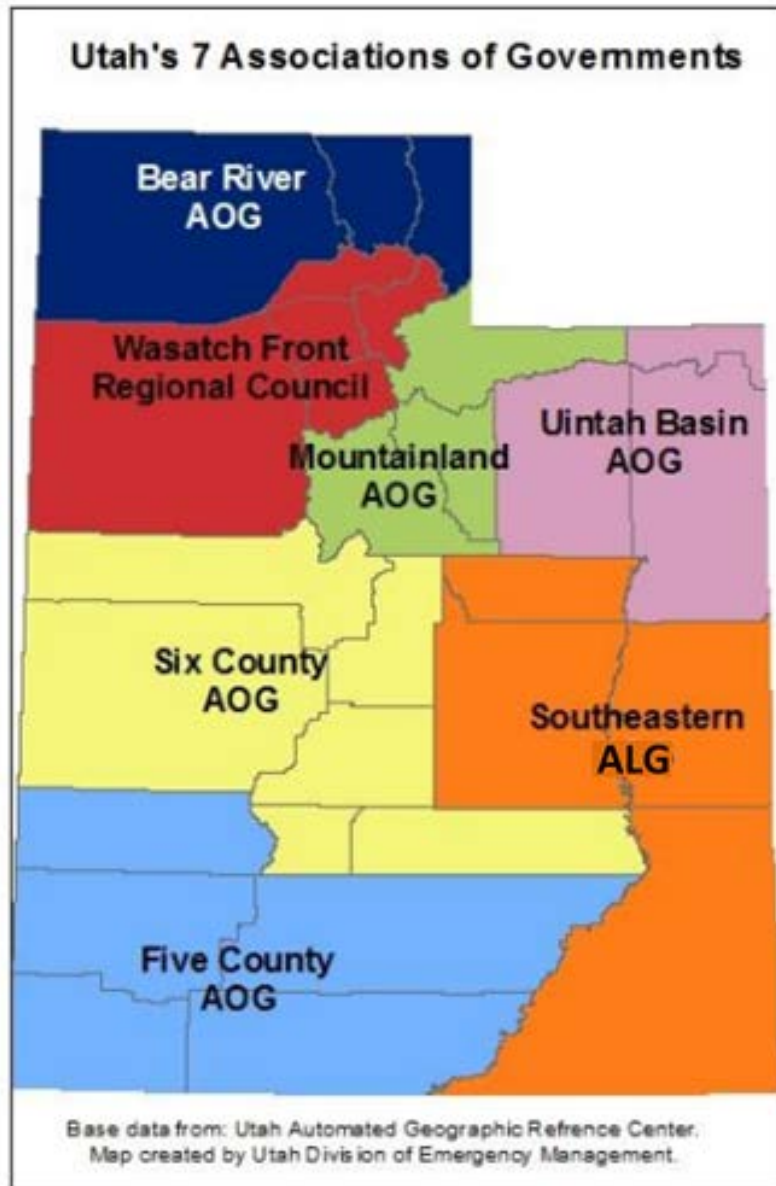 Utah's 7 Associations of Governments
Bear River
AOG
Wasatch Front
Regional Council
Mountainland
AOG
Uintah Basin
AOG
Six County
AOG
Southeastern
ALG
Five County
AOG
Base data from: Utah Automated Geographic Refrence Center.
Map created by Utah Division of Emergency Management.